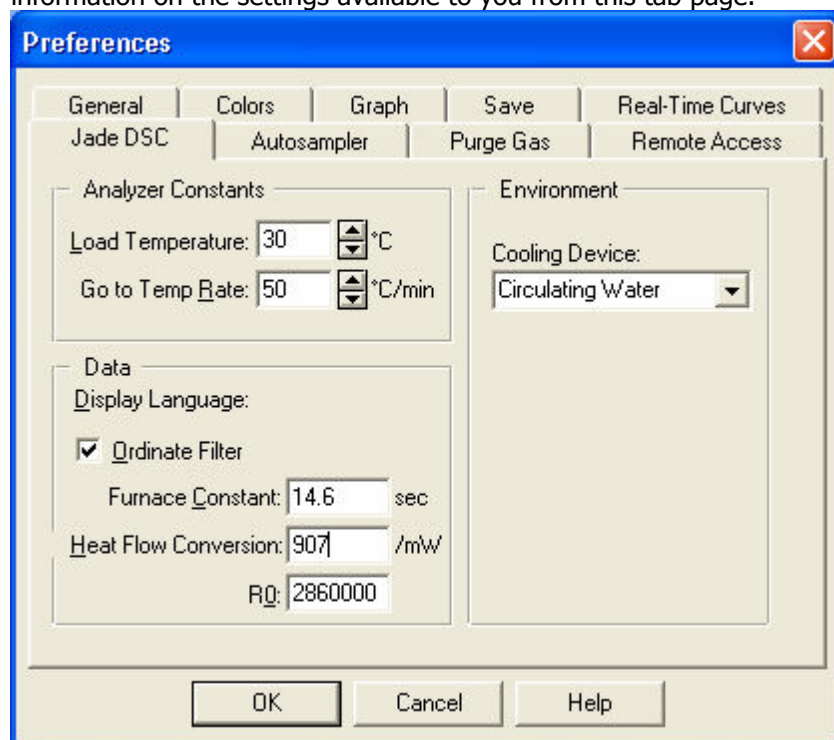 information on the settings available to you from this tab page.
Preferences
General Colors Graph Save Real-Time Curves
Jade DSC Autosampler Purge Gas Remote Access
Analyzer Constants
Load Temperature: 30 °C
Go to Temp Rate: 50 °C/min
Environment
Cooling Device:
Circulating Water
Data
Display Language:
Ordinate Filter
Furnace Constant: 14.6 sec
Heat Flow Conversion: 907 /mW
R0: 2860000
OK Cancel Help